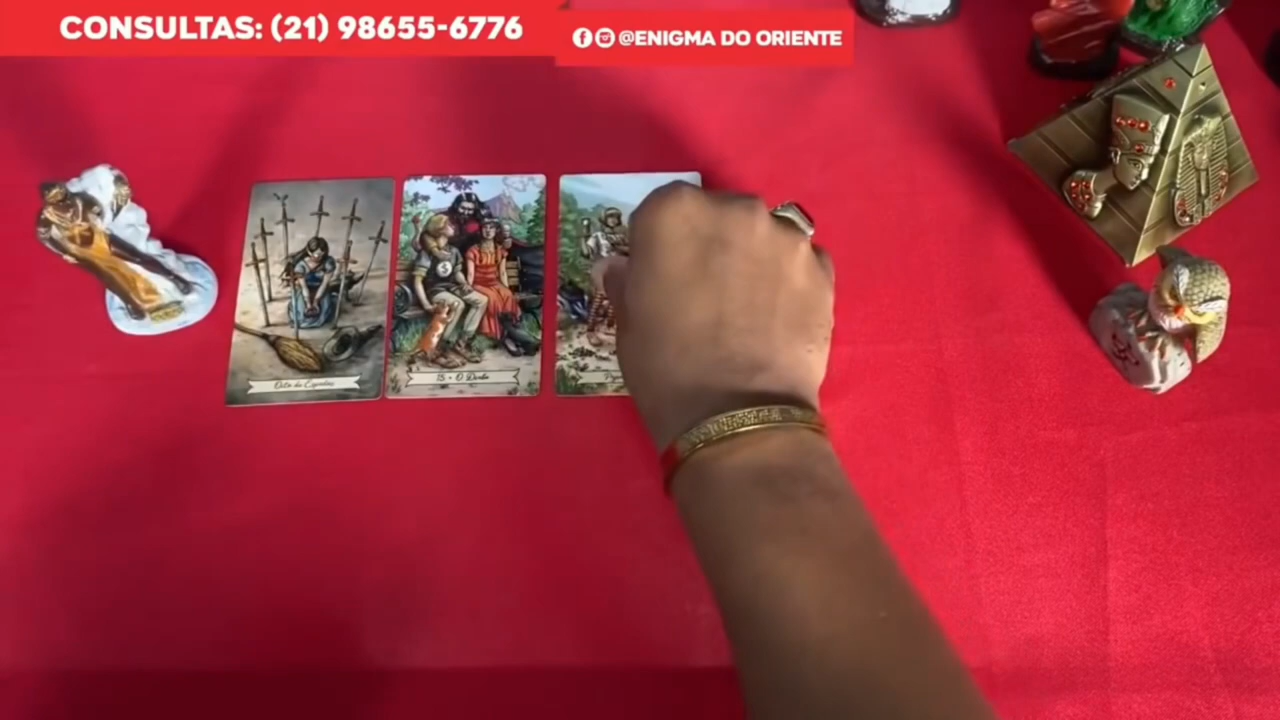 CONSULTAS: (21) 98655-6776
@ENIGMA DO ORIENTE
Oito de Espadas
15 • O Diabo